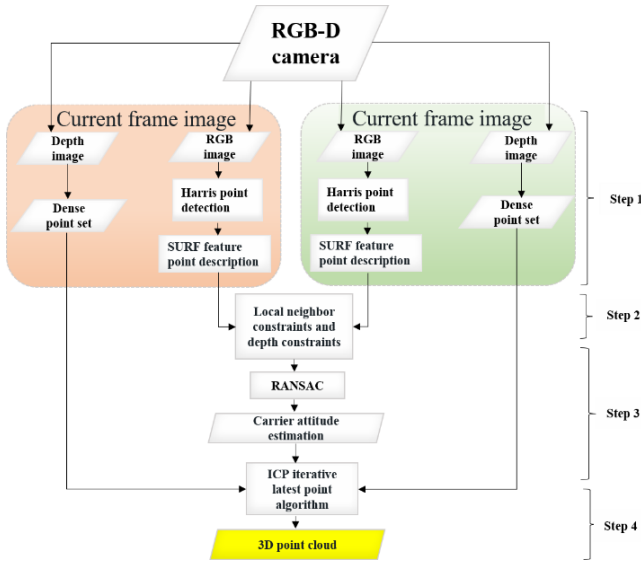 RGB-D
camera
Current frame image
Depth
image
RGB
image
Dense
point set
Harris point
detection
SURF feature
point description
Current frame image
RGB
image
Depth
image
Harris point
detection
Dense
point set
SURF feature
point description
Step 1
Local neighbor
constraints and
depth constraints
Step 2
RANSAC
Carrier attitude
estimation
Step 3
ICP iterative
latest point
algorithm
3D point cloud
Step 4